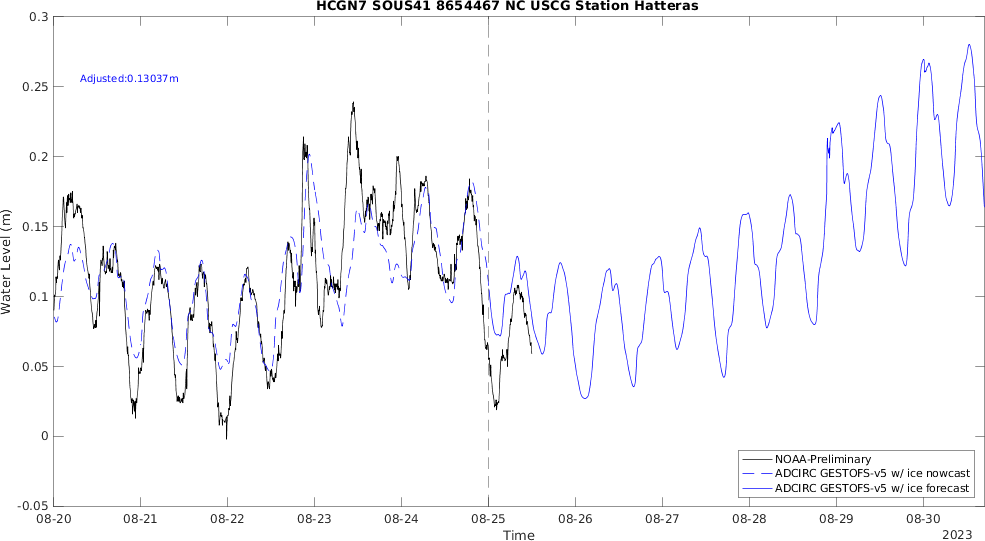 HCGN7 SOUS41 8654467 NC USCG Station Hatteras
0.3
0.25
0.2
0.15
0.1
0.05
0
-0.05
Water Level (m)
Adjusted:0.13037m
NOAA-Preliminary
ADCIRC GESTOFS-v5 w/ ice nowcast
ADCIRC GESTOFS-v5 w/ ice forecast
08-20 08-21 08-22 08-23 08-24 08-25 08-26 08-27 08-28 08-29 08-30
Time
2023